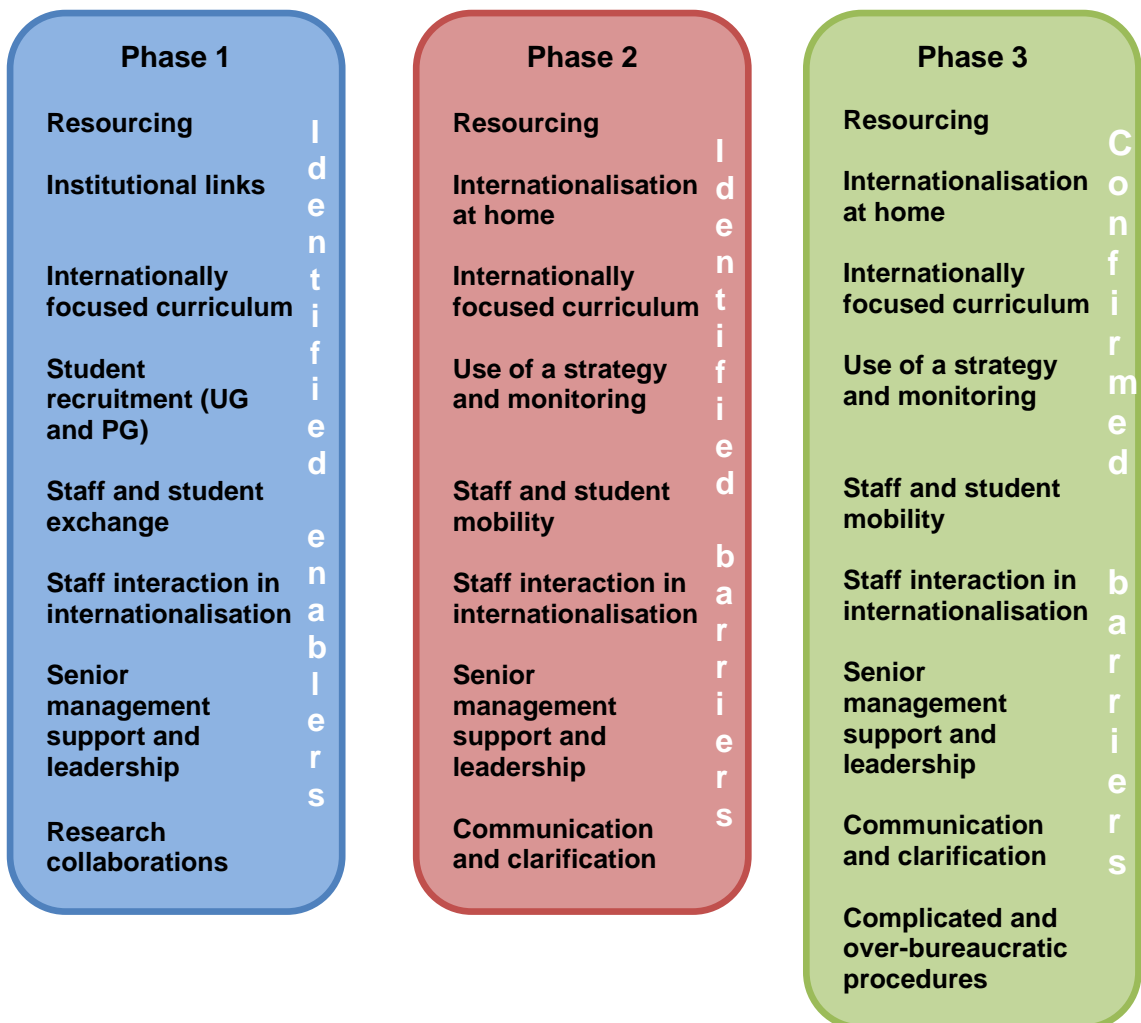 Phase 1
Resourcing
Institutional links
Internationally
focused curriculum
Student
recruitment (UG
and PG)
Staff and student
exchange
Staff interaction in
internationalisation
Senior
management
support and
leadership
Research
collaborations
Identified enablers
Phase 2
Resourcing
Internationalisation
at home
Internationally
focused curriculum
Use of a strategy
and monitoring
Staff and student
mobility
Staff interaction in
internationalisation
Senior
management
support and
leadership
Communication
and clarification
Identified barriers
Phase 3
Resourcing
Internationalisation
at home
Internationally
focused curriculum
Use of a strategy
and monitoring
Staff and student
mobility
Staff interaction in
internationalisation
Senior
management
support and
leadership
Communication
and clarification
Complicated and
over-bureaucratic
procedures
Confirmed barriers